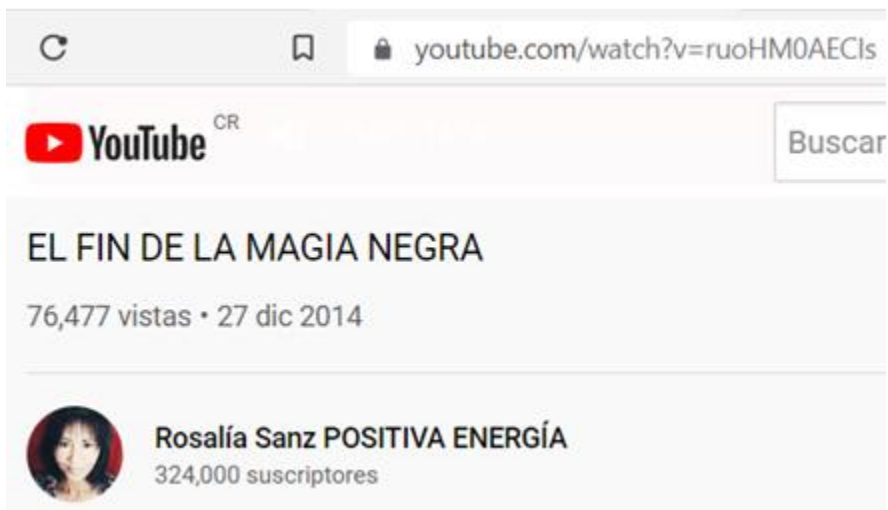 youtube.com/watch?v=ruoHM0AECIs
YouTube CR
Buscar
EL FIN DE LA MAGIA NEGRA
76,477 vistas • 27 dic 2014
Rosalía Sanz POSITIVA ENERGÍA
324,000 suscriptores